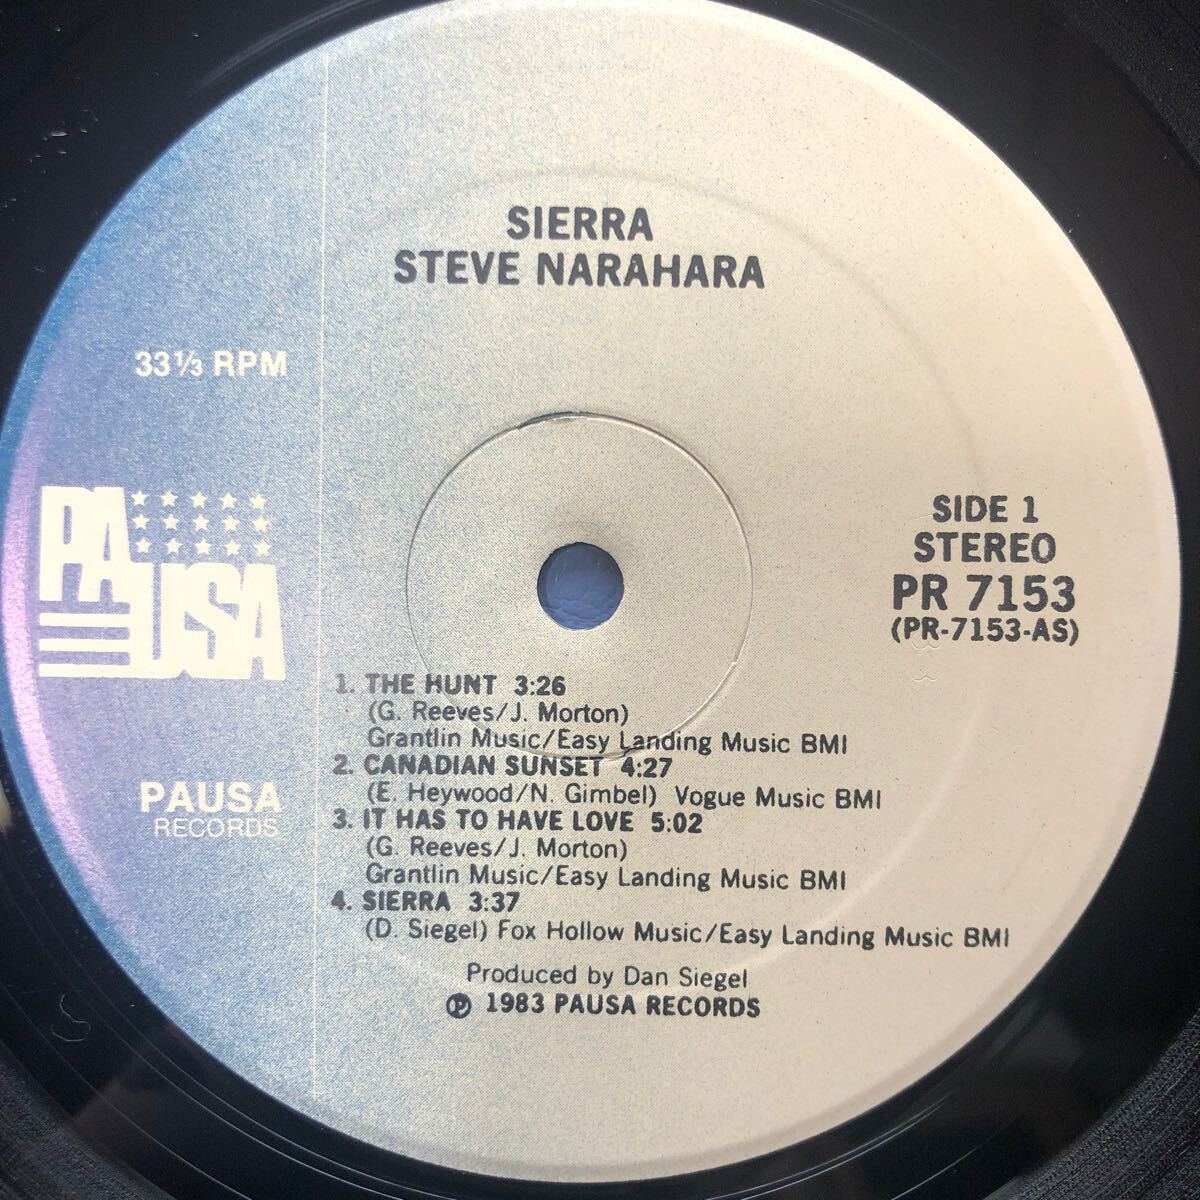 SIERRA
STEVE NARAHARA
33⅓ RPM
PAUSA
SIDE 1
STEREO
PR 7153
(PR-7153-AS)
1. THE HUNT 3:26
(G. Reeves/J. Morton)
Grantlin Music/Easy Landing Music BMI
2. CANADIAN SUNSET 4:27
(E. Heywood/N. Gimbel) Vogue Music BMI
3. IT HAS TO HAVE LOVE 5:02
(G. Reeves/J. Morton)
Grantlin Music/Easy Landing Music BMI
4. SIERRA 3:37
(D. Siegel) Fox Hollow Music/Easy Landing Music BMI
PAUSA
RECORDS
Produced by Dan Siegel
℗ 1983 PAUSA RECORDS